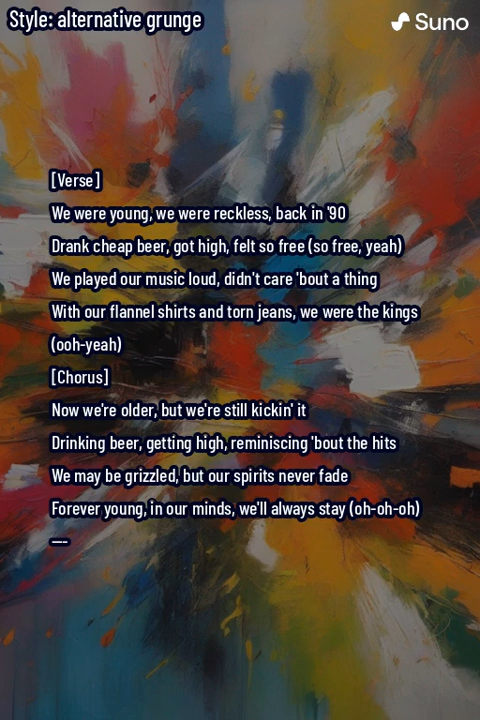 Style: alternative grunge
Suno
[Verse]
We were young, we were reckless, back in '90
Drank cheap beer, got high, felt so free (so free, yeah)
We played our music loud, didn't care 'bout a thing
With our flannel shirts and torn jeans, we were the kings
(ooh-yeah)
[Chorus]
Now we're older, but we're still kickin' it
Drinking beer, getting high, reminiscing 'bout the hits
We may be grizzled, but our spirits never fade
Forever young, in our minds, we'll always stay (oh-oh-oh)
---